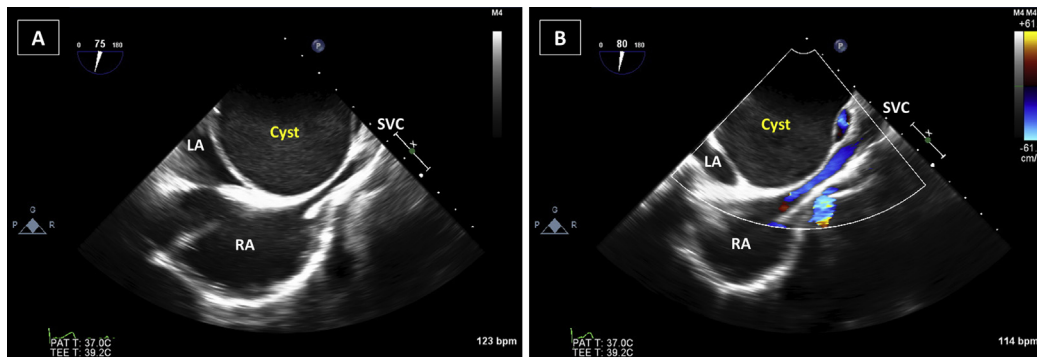 A
0 75 180
P
M4
Cyst
SVC
LA
X
RA
G
P R
PAT T: 37.0C
TEE T: 39.2C
123 bpm
B
0 80 180
P
M4 M4
+61
Cyst
SVC
X
-61.
cm/
LA
RA
G
P R
PAT T: 37.0C
TEE T: 39.2C
114 bpm